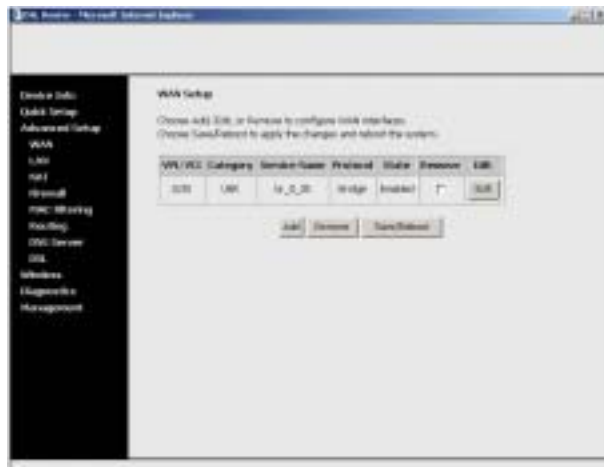 DSL Router - Microsoft Internet Explorer
Device Info
Quick Setup
Advanced Setup
WAN
LAN
NAT
Firewall
MAC Filtering
Routing
DNS Server
DSL
Wireless
Diagnostics
Management
WAN Setup
Choose Add, Edit, or Remove to configure WAN interfaces.
Choose Save/Reboot to apply the changes and reboot the system.
VPI/VCI Category Service Name Protocol State Remove Edit
UBR Bridge Enabled Edit
Add Remove Save/Reboot